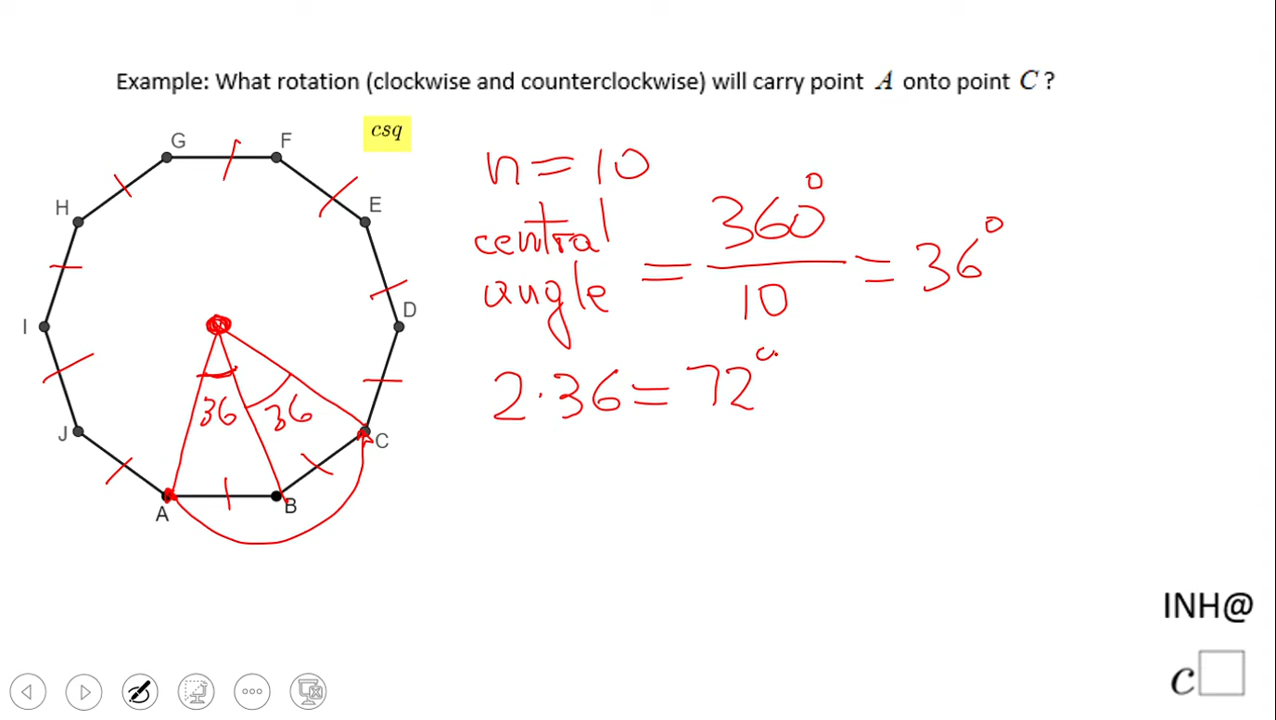 Example: What rotation (clockwise and counterclockwise) will carry point A onto point C ?
csq
G
F
H
E
I
D
J
C
A
B
36
36
n = 10
central
angle = 360° / 10 = 36°
2·36 = 72°
INH@
c